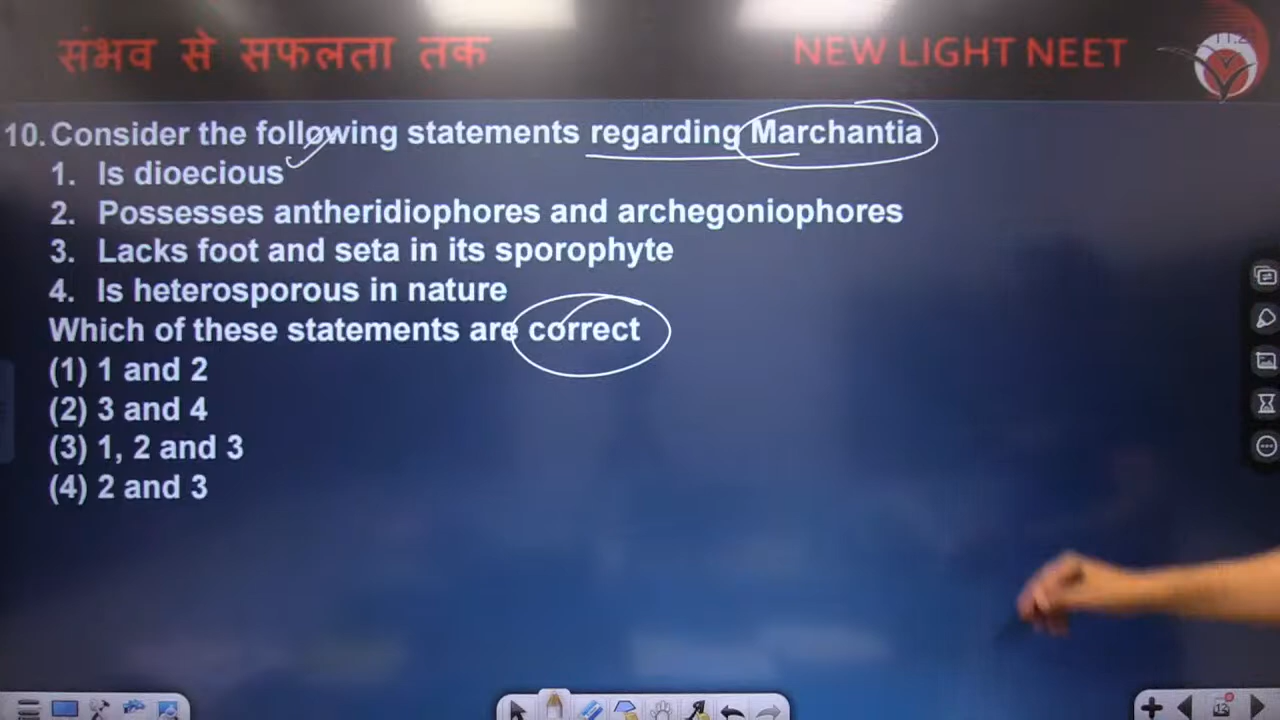 संभव से सफलता तक
NEW LIGHT NEET
10. Consider the following statements regarding Marchantia
1. Is dioecious
2. Possesses antheridiophores and archegoniophores
3. Lacks foot and seta in its sporophyte
4. Is heterosporous in nature
Which of these statements are correct
(1) 1 and 2
(2) 3 and 4
(3) 1, 2 and 3
(4) 2 and 3